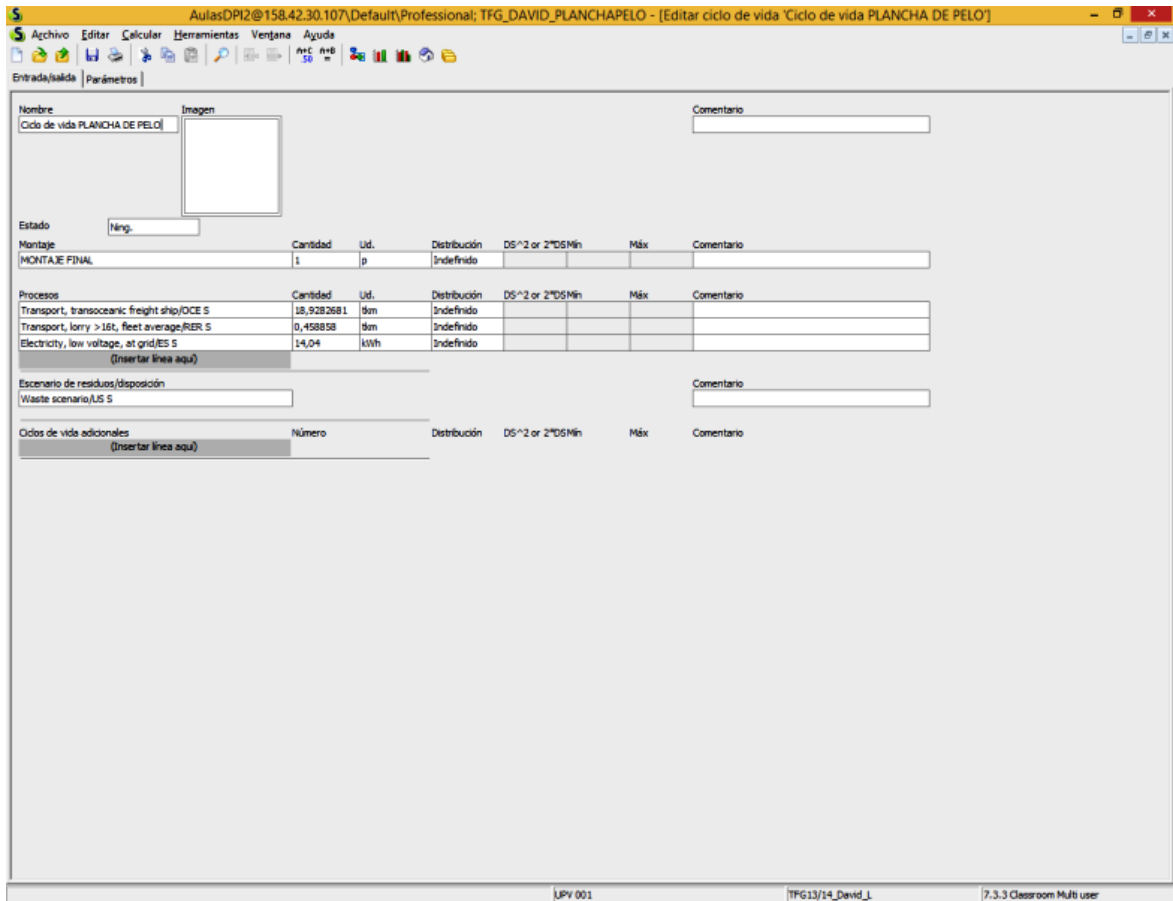 AulasDPI2@158.42.30.107\Default\Professional; TFG_DAVID_PLANCHAPELO - [Editar ciclo de vida 'Ciclo de vida PLANCHA DE PELO']
Archivo Editar Calcular Herramientas Ventana Ayuda
Entrada/salida Parámetros
Nombre Imagen Comentario
Ciclo de vida PLANCHA DE PELO
Estado Ning.
Montaje Cantidad Ud. Distribución DS^2 or 2*DS Mín Máx Comentario
MONTAJE FINAL 1 p Indefinido
Procesos Cantidad Ud. Distribución DS^2 or 2*DS Mín Máx Comentario
Transport, transoceanic freight ship/OCE S 18,9282681 tkm Indefinido
Transport, lorry >16t, fleet average/RER S 0,458858 tkm Indefinido
Electricity, low voltage, at grid/ES S 14,04 kWh Indefinido
(Insertar línea aquí)
Escenario de residuos/disposición Comentario
Waste scenario/US S
Ciclos de vida adicionales Número Distribución DS^2 or 2*DS Mín Máx Comentario
(Insertar línea aquí)
UPV 001 TFG13/14_David_L 7.3.3 Classroom Multi user